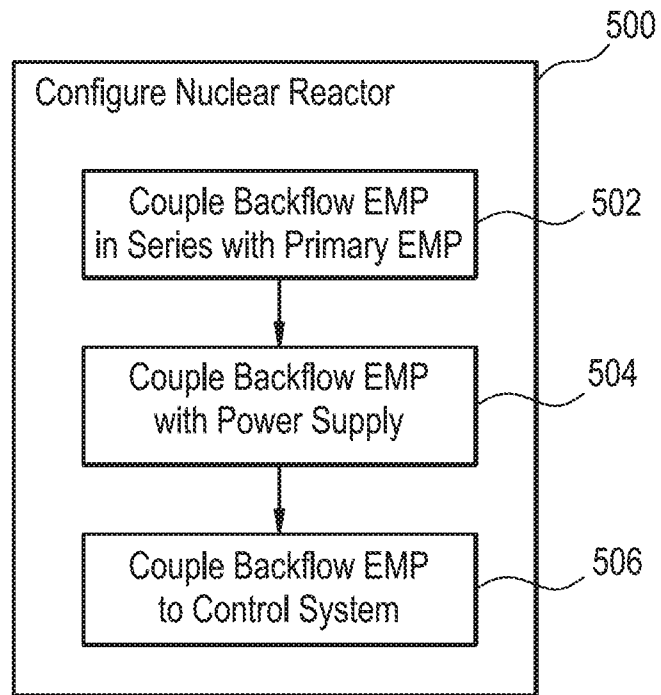 500
Configure Nuclear Reactor
Couple Backflow EMP
in Series with Primary EMP
502
Couple Backflow EMP
with Power Supply
504
Couple Backflow EMP
to Control System
506